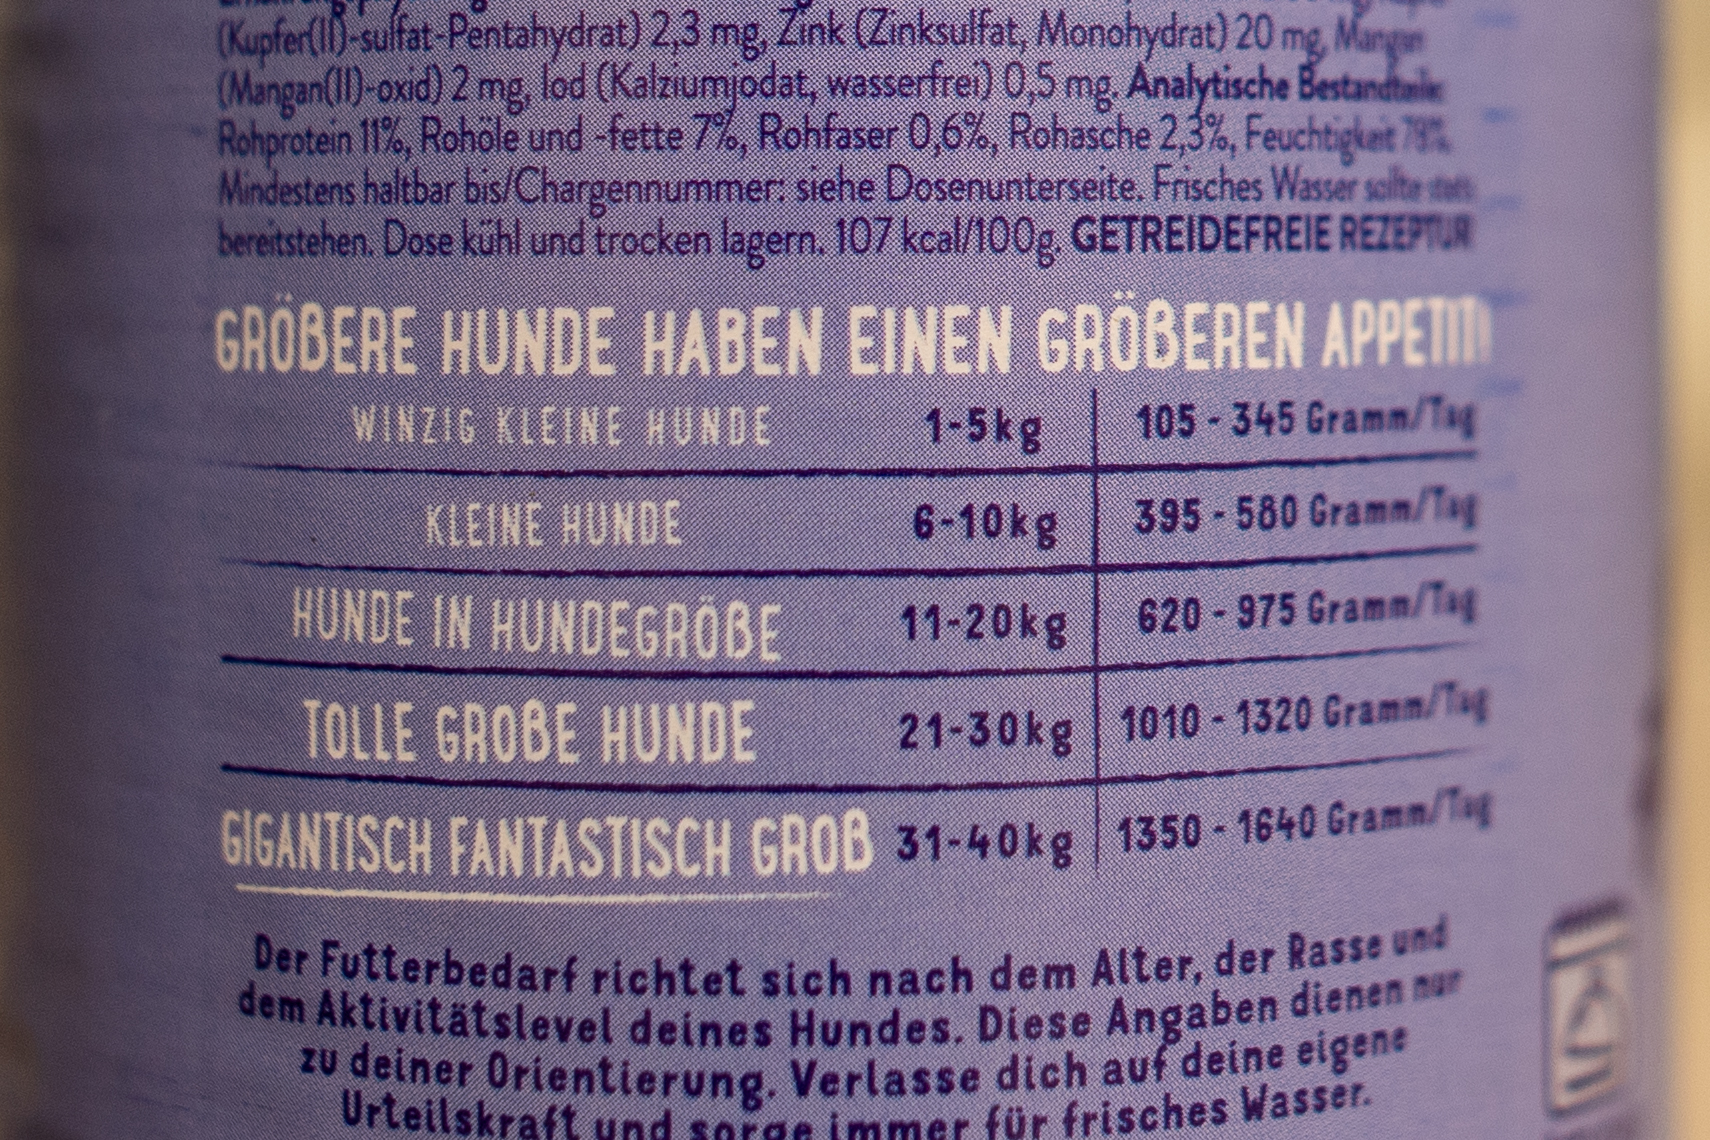 (Kupfer(II)-sulfat-Pentahydrat) 2,3 mg, Zink (Zinksulfat, Monohydrat) 20 mg, Mangan
(Mangan(II)-oxid) 2 mg, Iod (Kalziumjodat, wasserfrei) 0,5 mg. Analytische Bestandteile:
Rohprotein 11%, Rohöle und -fette 7%, Rohfaser 0,6%, Rohasche 2,3%, Feuchtigkeit
Mindestens haltbar bis/Chargennummer: siehe Dosenunterseite. Frisches Wasser sollte stets
bereitstehen. Dose kühl und trocken lagern. 107 kcal/100g. GETREIDEFREIE REZEPTUR
GRÖßERE HUNDE HABEN EINEN GRÖßEREN APPETIT!
WINZIG KLEINE HUNDE 1-5kg 105 - 345 Gramm/Tag
KLEINE HUNDE 6-10kg 395 - 580 Gramm/Tag
HUNDE IN HUNDEGRÖßE 11-20kg 620 - 975 Gramm/Tag
TOLLE GROßE HUNDE 21-30kg 1010 - 1320 Gramm/Tag
GIGANTISCH FANTASTISCH GROß 31-40kg 1350 - 1640 Gramm/Tag
Der Futterbedarf richtet sich nach dem Alter, der Rasse und
dem Aktivitätslevel deines Hundes. Diese Angaben dienen nur
zu deiner Orientierung. Verlasse dich auf deine eigene
Urteilskraft und sorge immer für frisches Wasser.